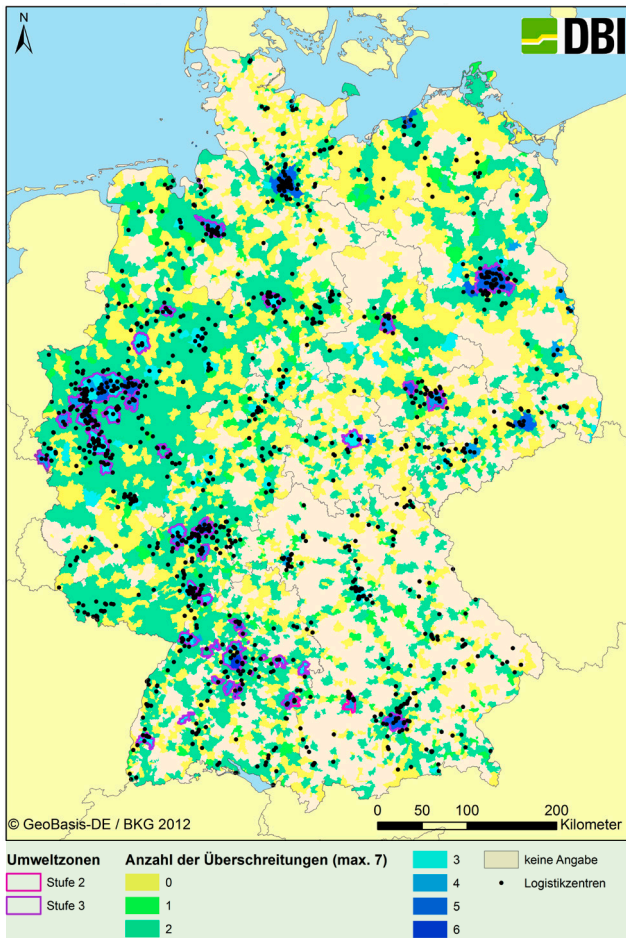 N
DBI
© GeoBasis-DE / BKG 2012
0 50 100 200
Kilometer
Umweltzonen
Stufe 2
Stufe 3
Anzahl der Überschreitungen (max. 7)
0
1
2
3
4
5
6
keine Angabe
Logistikzentren